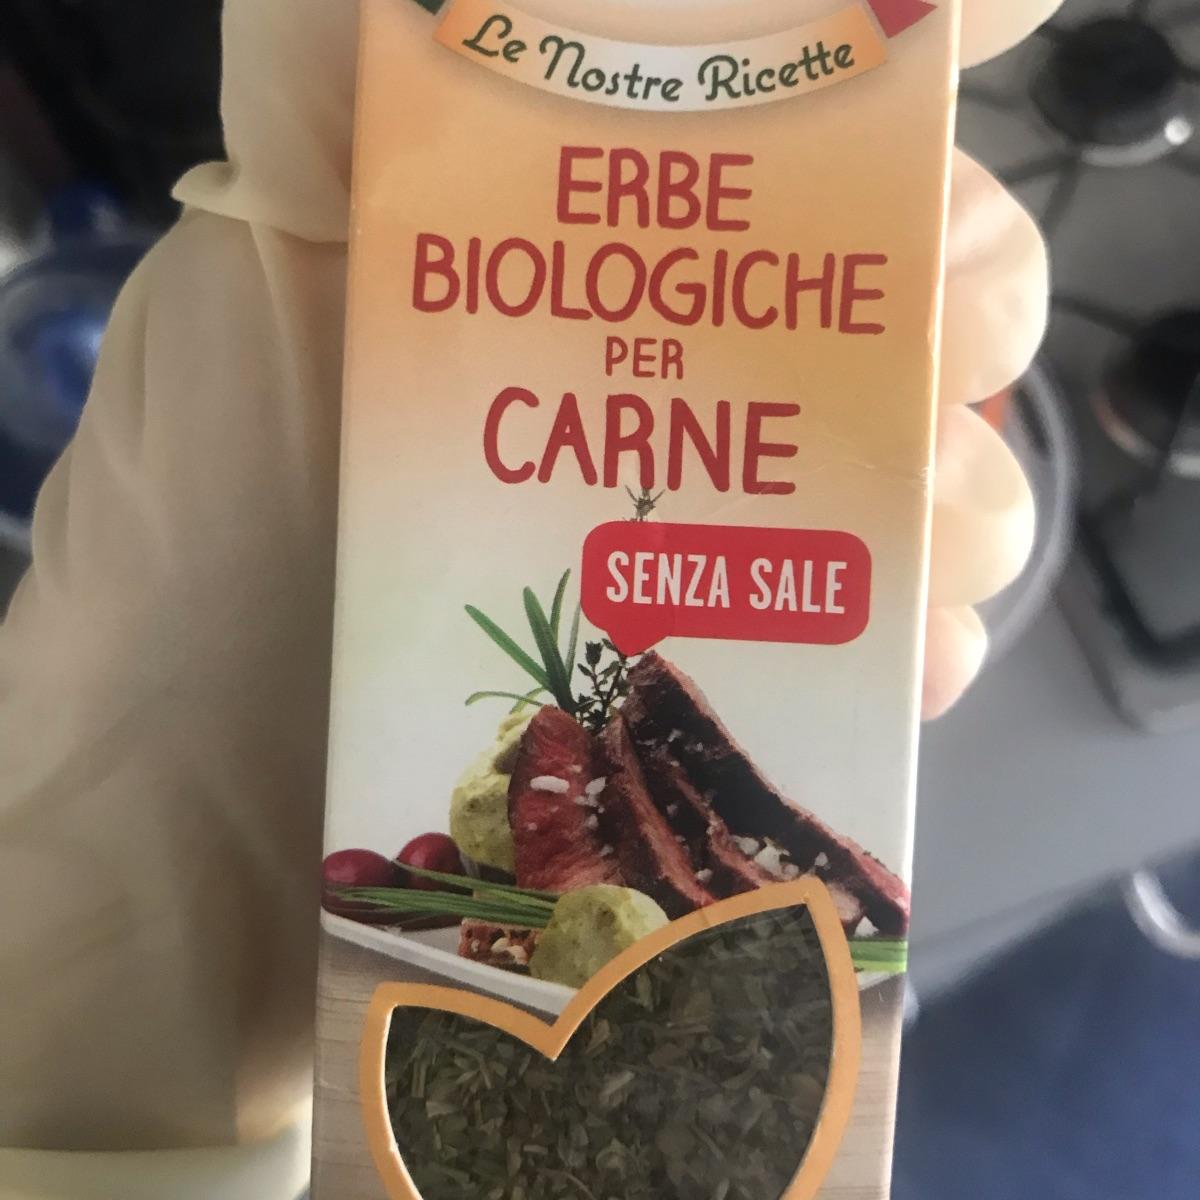 Le Nostre Ricette
ERBE
BIOLOGICHE
PER
CARNE
SENZA SALE